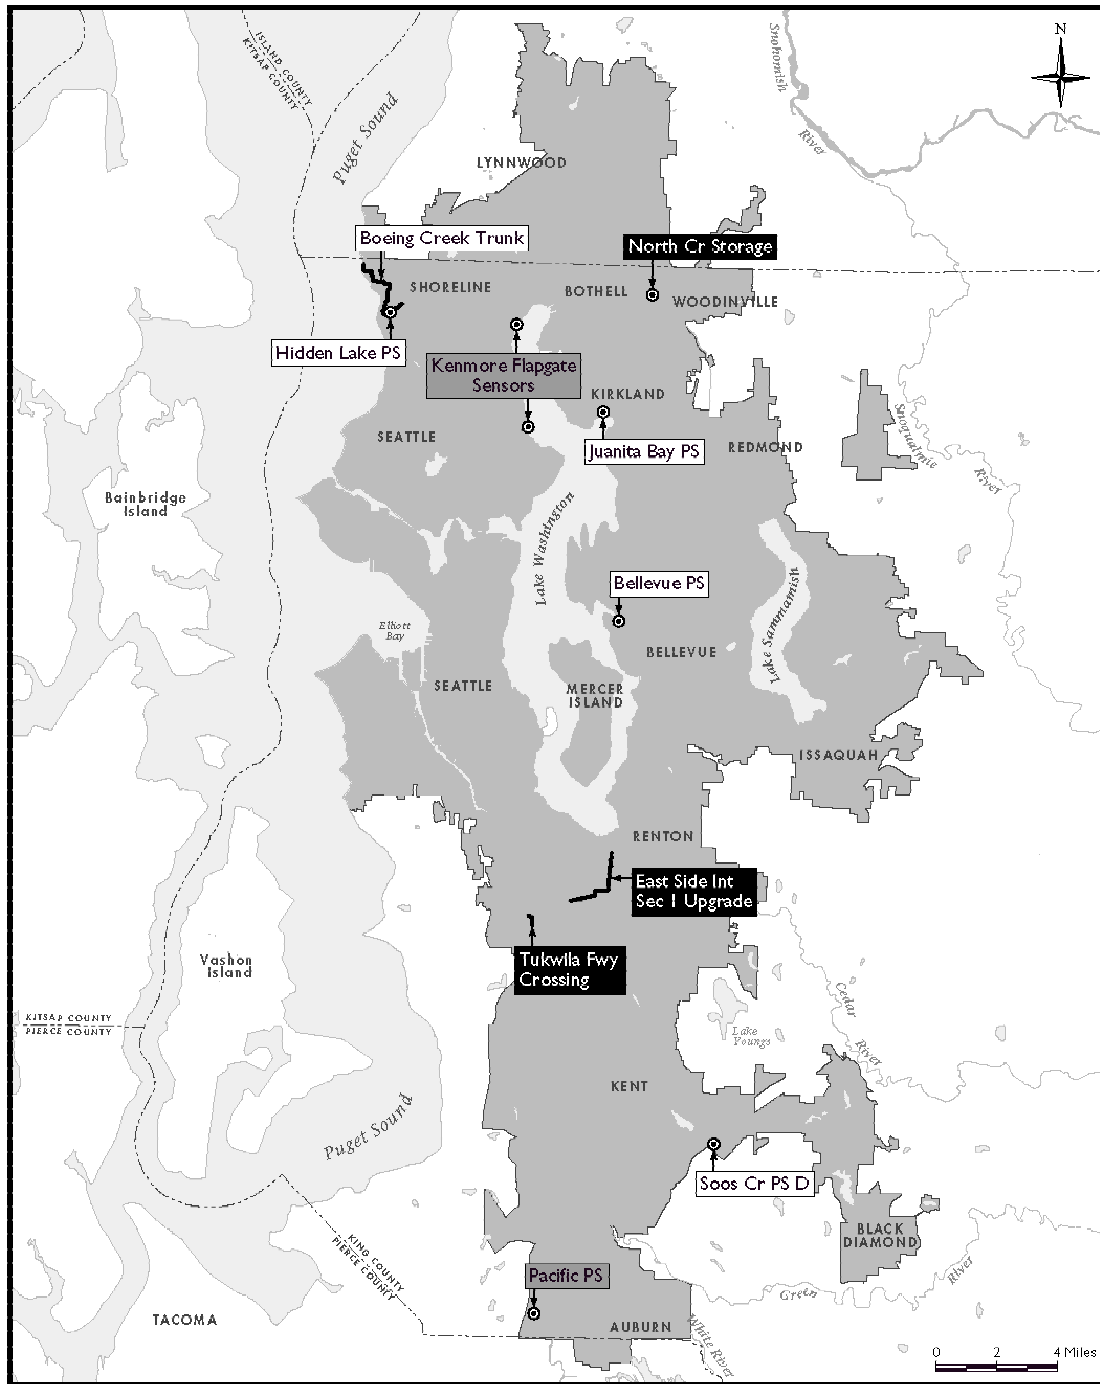 N
ISLAND COUNTY
KITSAP COUNTY
Puget Sound
Snohomish
River
LYNNWOOD
Boeing Creek Trunk
North Cr Storage
SHORELINE
BOTHELL
WOODINVILLE
Hidden Lake PS
Kenmore Flapgate
Sensors
KIRKLAND
SEATTLE
Juanita Bay PS
REDMOND
Snoqualmie
River
Bainbridge
Island
Lake Washington
Bellevue PS
Lake Sammamish
Elliott
Bay
BELLEVUE
SEATTLE
MERCER
ISLAND
ISSAQUAH
RENTON
East Side Int
Sec 1 Upgrade
Tukwila Fwy
Crossing
Vashon
Island
KITSAP COUNTY
PIERCE COUNTY
Cedar
River
Lake
Youngs
KENT
Puget Sound
Soos Cr PS D
BLACK
DIAMOND
KING COUNTY
PIERCE COUNTY
Pacific PS
Green
River
TACOMA
AUBURN
White River
0 2 4 Miles